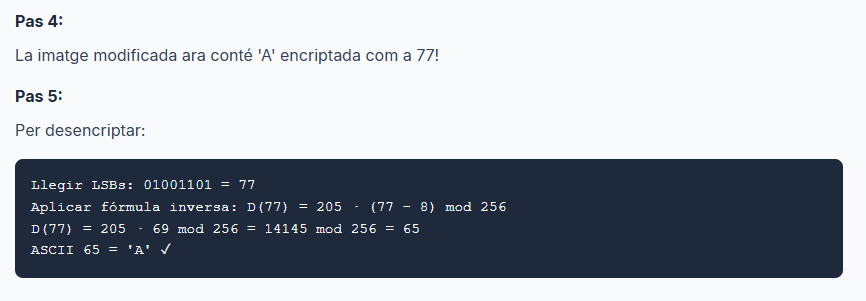 Pas 4:
La imatge modificada ara conté 'A' encriptada com a 77!
Pas 5:
Per desencriptar:
Llegir LSBs: 01001101 = 77
Aplicar fórmula inversa: D(77) = 205 · (77 - 8) mod 256
D(77) = 205 · 69 mod 256 = 14145 mod 256 = 65
ASCII 65 = 'A' ✓